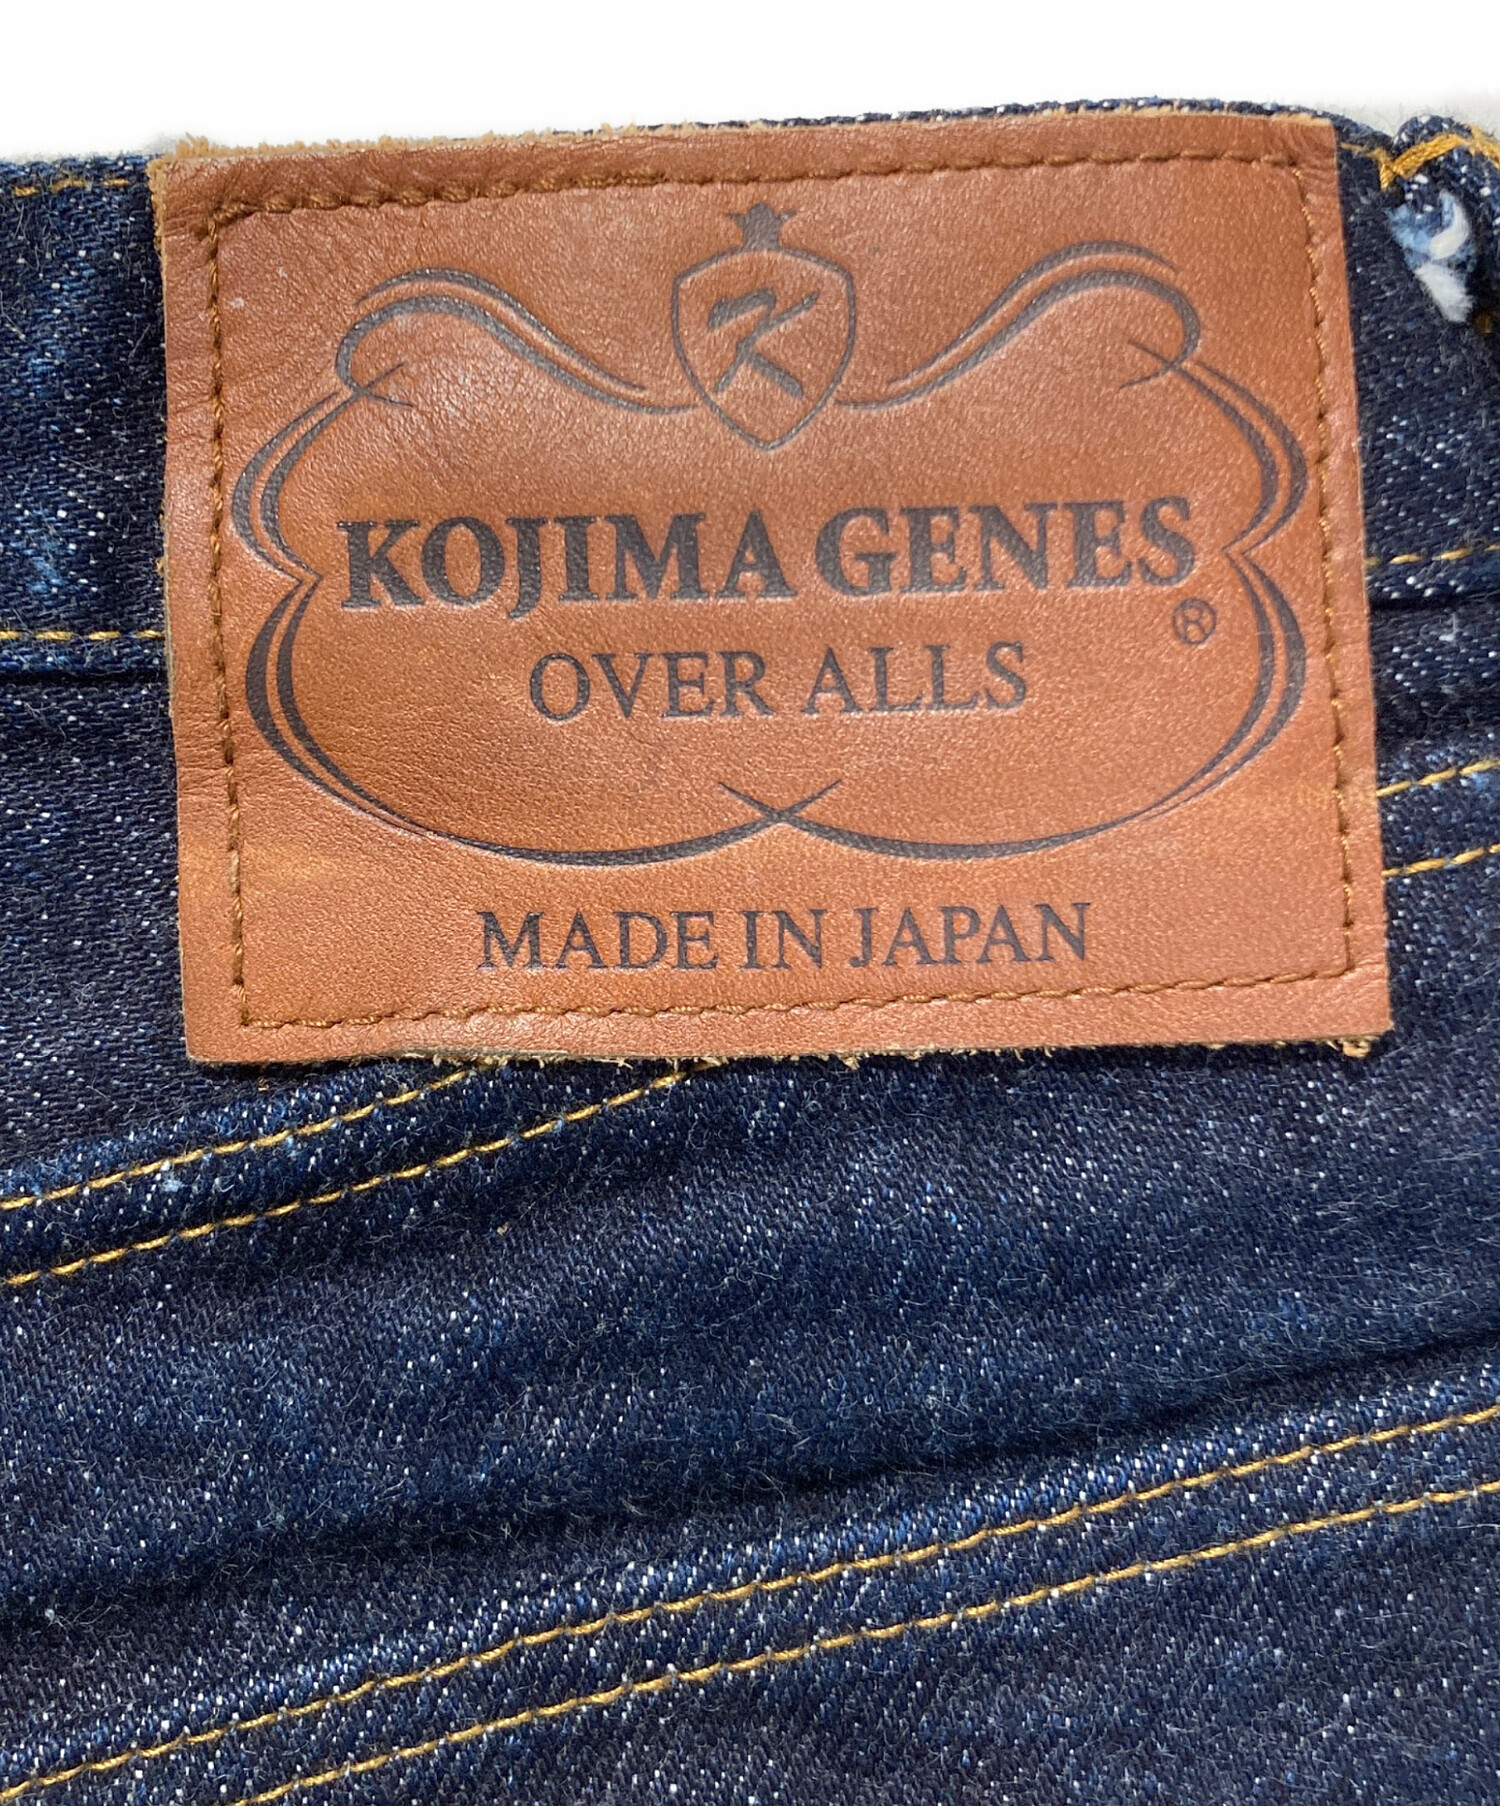 K
KOJIMA GENES
®
OVER ALLS
MADE IN JAPAN